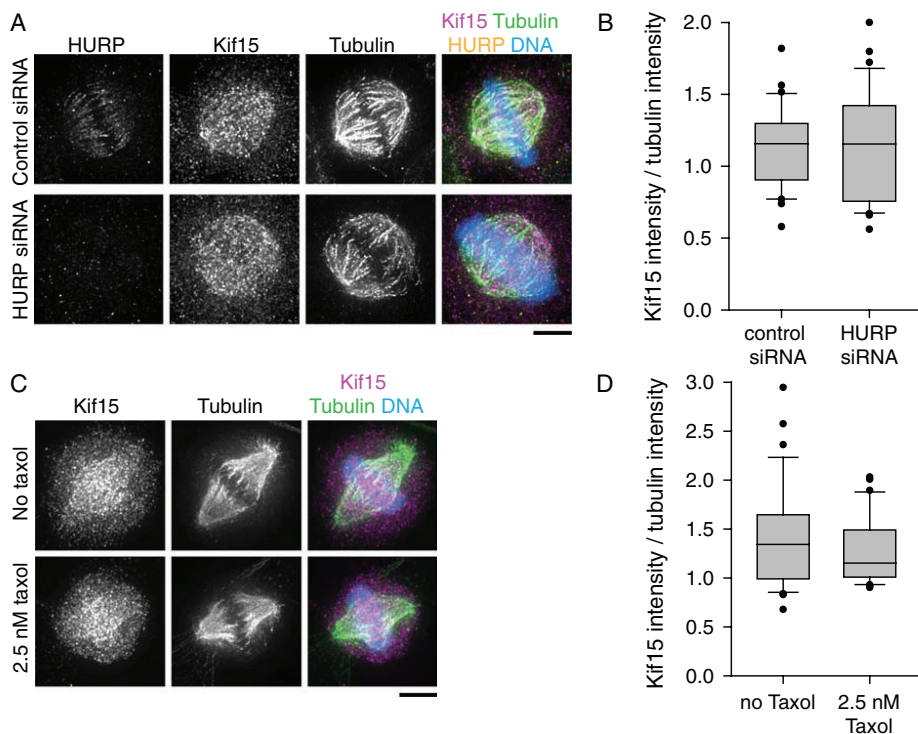 A
HURP
Kif15
Tubulin
Kif15 Tubulin
HURP DNA
Control siRNA
HURP siRNA
B
Kif15 intensity / tubulin intensity
2.0
1.5
1.0
0.5
0.0
control
siRNA
HURP
siRNA
C
Kif15
Tubulin
Kif15
Tubulin DNA
No taxol
2.5 nM taxol
D
Kif15 intensity / tubulin intensity
3.0
2.5
2.0
1.5
1.0
0.5
0.0
no Taxol
2.5 nM
Taxol